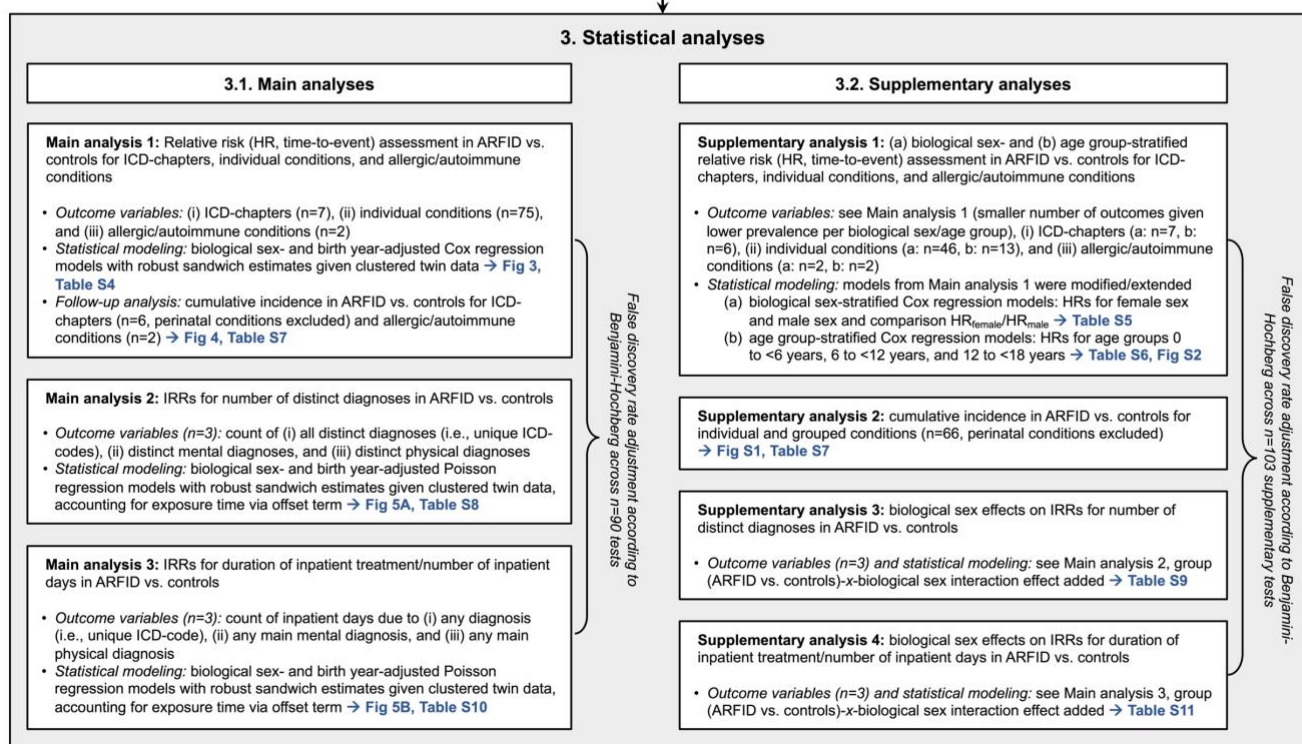 3. Statistical analyses
3.1. Main analyses
Main analysis 1: Relative risk (HR, time-to-event) assessment in ARFID vs.
controls for ICD-chapters, individual conditions, and allergic/autoimmune
conditions
• Outcome variables: (i) ICD-chapters (n=7), (ii) individual conditions (n=75),
and (iii) allergic/autoimmune conditions (n=2)
• Statistical modeling: biological sex- and birth year-adjusted Cox regression
models with robust sandwich estimates given clustered twin data → Fig 3,
Table S4
• Follow-up analysis: cumulative incidence in ARFID vs. controls for ICD-
chapters (n=6, perinatal conditions excluded) and allergic/autoimmune
conditions (n=2) → Fig 4, Table S7
Main analysis 2: IRRs for number of distinct diagnoses in ARFID vs. controls
• Outcome variables (n=3): count of (i) all distinct diagnoses (i.e., unique ICD-
codes), (ii) distinct mental diagnoses, and (iii) distinct physical diagnoses
• Statistical modeling: biological sex- and birth year-adjusted Poisson
regression models with robust sandwich estimates given clustered twin data,
accounting for exposure time via offset term → Fig 5A, Table S8
Main analysis 3: IRRs for duration of inpatient treatment/number of inpatient
days in ARFID vs. controls
• Outcome variables (n=3): count of inpatient days due to (i) any diagnosis
(i.e., unique ICD-code), (ii) any main mental diagnosis, and (iii) any main
physical diagnosis
• Statistical modeling: biological sex- and birth year-adjusted Poisson
regression models with robust sandwich estimates given clustered twin data,
accounting for exposure time via offset term → Fig 5B, Table S10
False discovery rate adjustment according to
Benjamini-Hochberg across n=90 tests
3.2. Supplementary analyses
Supplementary analysis 1: (a) biological sex- and (b) age group-stratified
relative risk (HR, time-to-event) assessment in ARFID vs. controls for ICD-
chapters, individual conditions, and allergic/autoimmune conditions
• Outcome variables: see Main analysis 1 (smaller number of outcomes given
lower prevalence per biological sex/age group), (i) ICD-chapters (a: n=7, b:
n=6), (ii) individual conditions (a: n=46, b: n=13), and (iii) allergic/autoimmune
conditions (a: n=2, b: n=2)
• Statistical modeling: models from Main analysis 1 were modified/extended
(a) biological sex-stratified Cox regression models: HRs for female sex
and male sex and comparison HRfemale/HRmale → Table S5
(b) age group-stratified Cox regression models: HRs for age groups 0
to <6 years, 6 to <12 years, and 12 to <18 years → Table S6, Fig S2
Supplementary analysis 2: cumulative incidence in ARFID vs. controls for
individual and grouped conditions (n=66, perinatal conditions excluded)
→ Fig S1, Table S7
Supplementary analysis 3: biological sex effects on IRRs for number of
distinct diagnoses in ARFID vs. controls
• Outcome variables (n=3) and statistical modeling: see Main analysis 2, group
(ARFID vs. controls)-x-biological sex interaction effect added → Table S9
Supplementary analysis 4: biological sex effects on IRRs for duration of
inpatient treatment/number of inpatient days in ARFID vs. controls
• Outcome variables (n=3) and statistical modeling: see Main analysis 3, group
(ARFID vs. controls)-x-biological sex interaction effect added → Table S11
False discovery rate adjustment according to Benjamini-
Hochberg across n=103 supplementary
tests